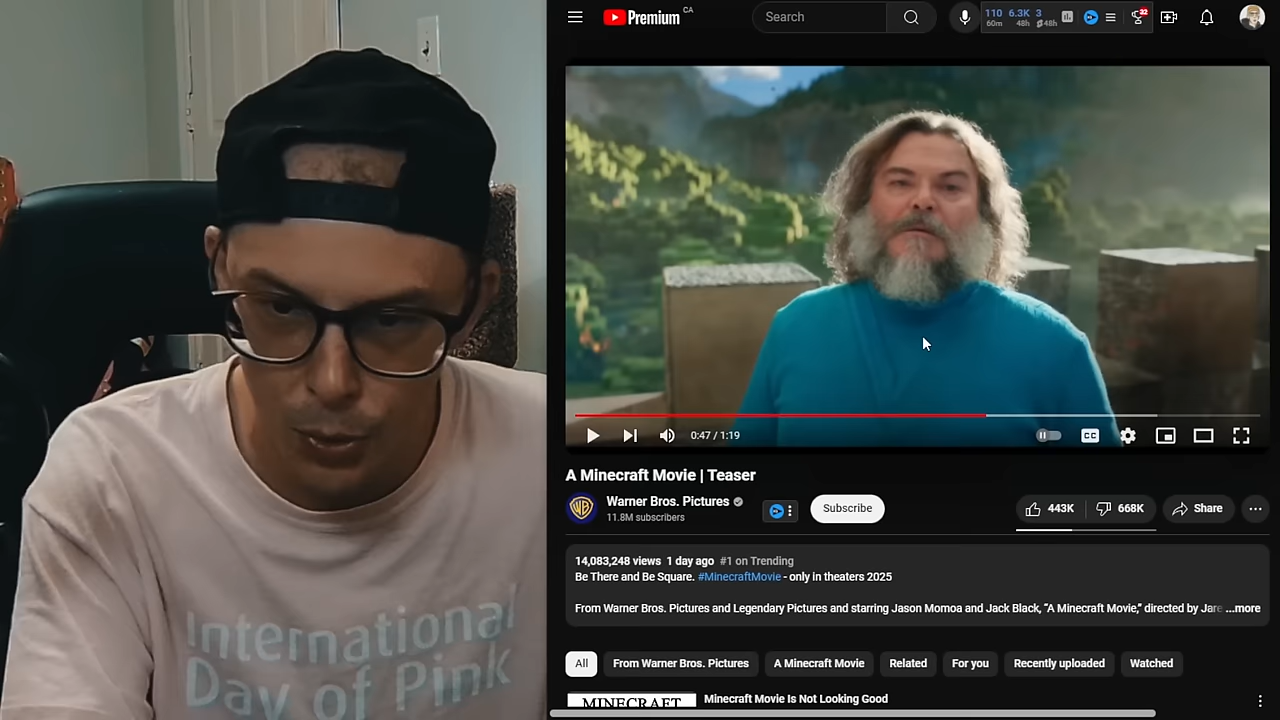 Premium CA
Search
110 6.3K 3
60m 48h 48h
32
0:47 / 1:19
CC
A Minecraft Movie | Teaser
WB
Warner Bros. Pictures
11.8M subscribers
Subscribe
443K
668K
Share
14,083,248 views 1 day ago #1 on Trending
Be There and Be Square. #MinecraftMovie - only in theaters 2025
From Warner Bros. Pictures and Legendary Pictures and starring Jason Momoa and Jack Black, “A Minecraft Movie,” directed by Jare ...more
All
From Warner Bros. Pictures
A Minecraft Movie
Related
For you
Recently uploaded
Watched
MINECRAFT
Minecraft Movie Is Not Looking Good
International
Day of Pink